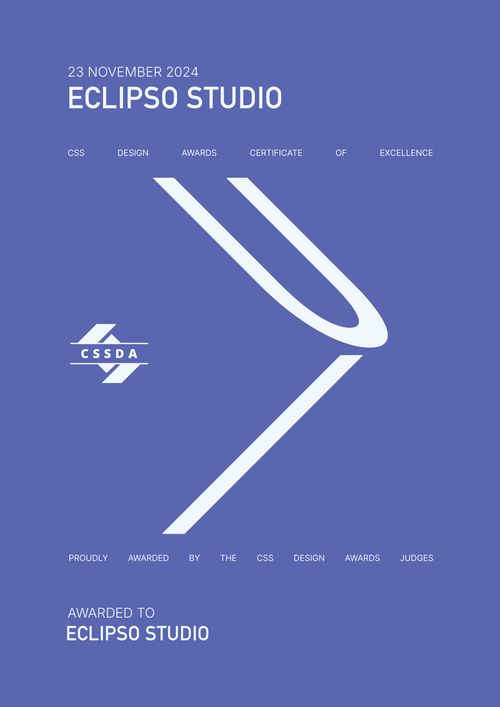 23 NOVEMBER 2024
ECLIPSO STUDIO
CSS DESIGN AWARDS CERTIFICATE OF EXCELLENCE
CSSDA
PROUDLY AWARDED BY THE CSS DESIGN AWARDS JUDGES
AWARDED TO
ECLIPSO STUDIO